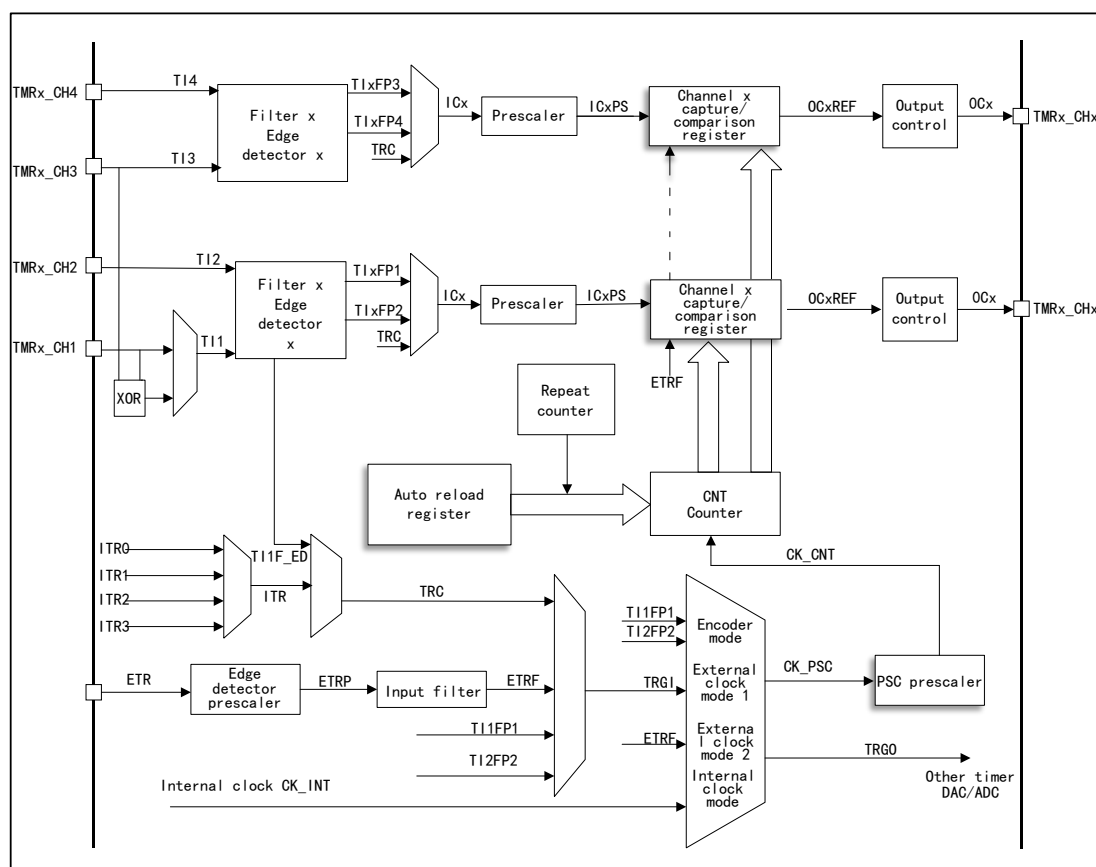 TMRx_CH4
TI4
Filter x
Edge
detector x
TIxFP3
TIxFP4
TRC
ICx
Prescaler
ICxPS
Channel x
capture/
comparison
register
OCxREF
Output
control
OCx
TMRx_CHx
TMRx_CH3
TI3
TMRx_CH2
TI2
Filter x
Edge
detector
x
TIxFP1
TIxFP2
TRC
ICx
Prescaler
ICxPS
Channel x
capture/
comparison
register
OCxREF
Output
control
OCx
TMRx_CHx
TMRx_CH1
TI1
XOR
ETRF
Repeat
counter
Auto reload
register
CNT
Counter
CK_CNT
ITR0
ITR1
ITR2
ITR3
TI1F_ED
ITR
TRC
TI1FP1
TI2FP2
Encoder
mode
External
clock
mode 1
Externa
l clock
mode 2
Internal
clock
mode
CK_PSC
PSC prescaler
ETR
Edge
detector
prescaler
ETRP
Input filter
ETRF
TRGI
TI1FP1
TI2FP2
ETRF
TRGO
Other timer
DAC/ADC
Internal clock CK_INT